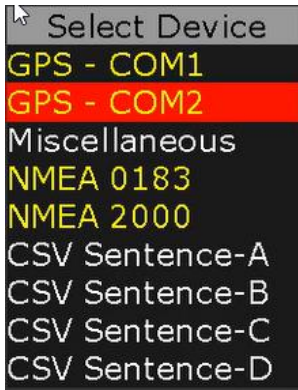 Select Device
GPS - COM1
GPS - COM2
Miscellaneous
NMEA 0183
NMEA 2000
CSV Sentence-A
CSV Sentence-B
CSV Sentence-C
CSV Sentence-D